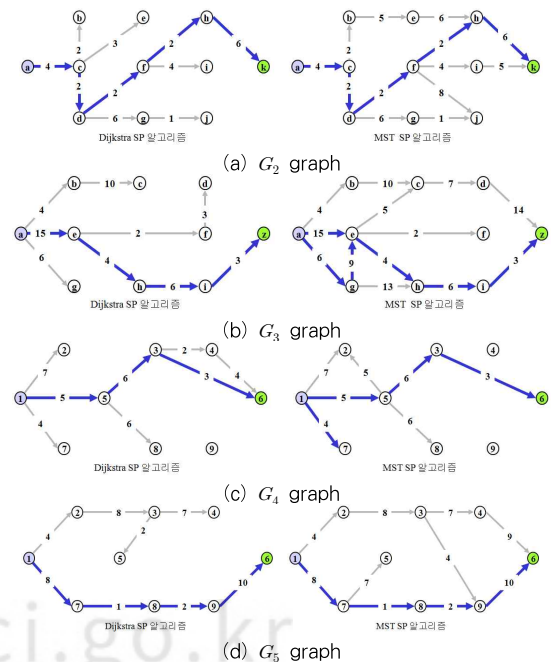 b e h
5 6
2 3 2 6 2 2 6
a 4 c f 4 i k a 4 c f 4 i 5 k
2 2 2 2 8
d 6 g 1 j d 6 g 1 j
Dijkstra SP 알고리즘 MST SP 알고리즘
(a) G₂ graph
b 10 c d b 10 c 7 d
4 3 4 5 14
a 15 e 2 f z a 15 e 2 f z
6 4 3 6 9 4 3
g h 6 i g 13 h 6 i
Dijkstra SP 알고리즘 MST SP 알고리즘
(b) G₃ graph
2 3 2 4 2 3 4
7 6 3 4 7 5 6 3
1 5 5 6 1 5 5 6
4 6 4 6
7 8 9 7 8 9
Dijkstra SP 알고리즘 MST SP 알고리즘
(c) G₄ graph
2 8 3 7 4 2 8 3 7 4
4 2 4 4 9
1 5 6 1 5 6
8 10 8 7 10
7 1 8 2 9 7 1 8 2 9
Dijkstra SP 알고리즘 MST SP 알고리즘
ci.go.kr
(d) G₅ graph